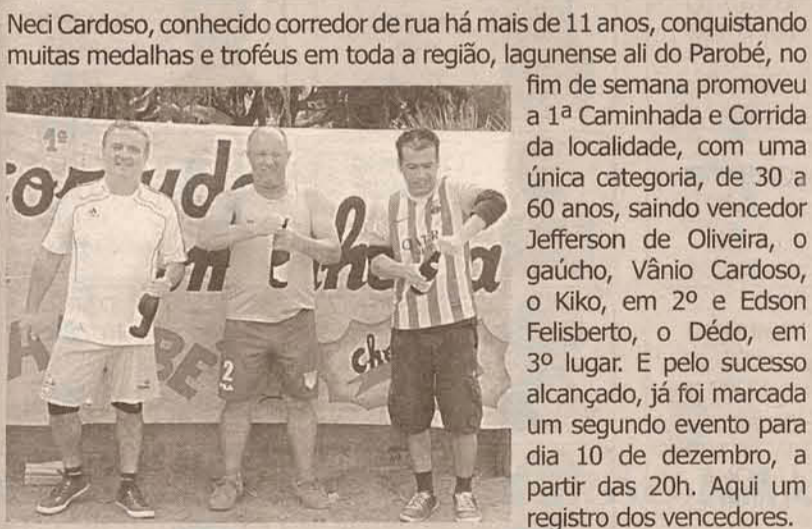 Neci Cardoso, conhecido corredor de rua há mais de 11 anos, conquistando
muitas medalhas e troféus em toda a região, lagunense ali do Parobé, no
fim de semana promoveu
a 1ª Caminhada e Corrida
da localidade, com uma
única categoria, de 30 a
60 anos, saindo vencedor
Jefferson de Oliveira, o
gaúcho, Vânio Cardoso,
o Kiko, em 2º e Edson
Felisberto, o Dédo, em
3º lugar. E pelo sucesso
alcançado, já foi marcada
um segundo evento para
dia 10 de dezembro, a
partir das 20h. Aqui um
registro dos vencedores.
1º
2